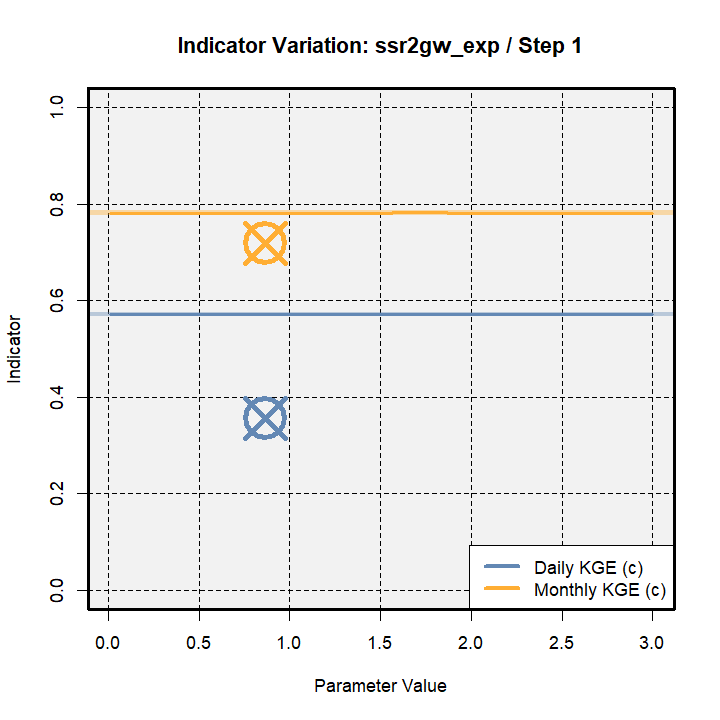 Indicator Variation: ssr2gw_exp / Step 1
Indicator
1.0
0.8
0.6
0.4
0.2
0.0
Daily KGE (c)
Monthly KGE (c)
0.0 0.5 1.0 1.5 2.0 2.5 3.0
Parameter Value